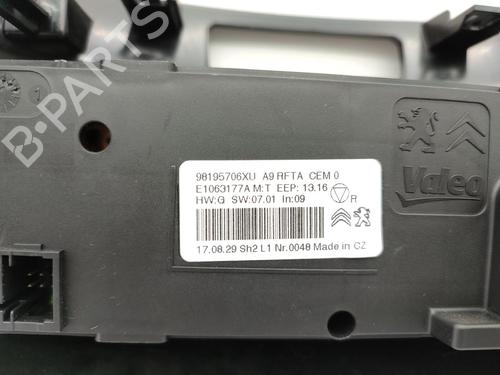 B-PARTS
Valeo
98195706XU A9 RFTA CEM 0
E1063177A M:T EEP: 13.16
HW:G SW:07.01 In:09
R
17.08.29 Sh2 L1 Nr.0048 Made in CZ